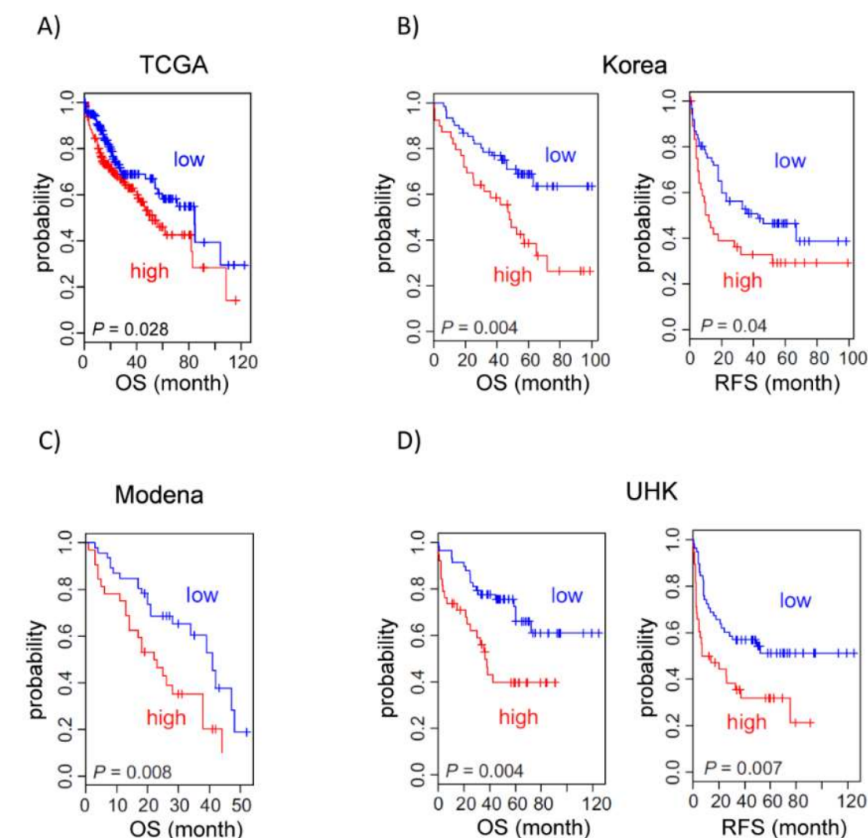 A)
TCGA
probability
1.0
0.8
0.6
0.4
0.2
0.0
low
high
P = 0.028
0 40 80 120
OS (month)
B)
Korea
probability
1.0
0.8
0.6
0.4
0.2
0.0
low
high
P = 0.004
0 20 40 60 80 100
OS (month)
probability
1.0
0.8
0.6
0.4
0.2
0.0
low
high
P = 0.04
0 20 40 60 80 100
RFS (month)
C)
Modena
probability
1.0
0.8
0.6
0.4
0.2
0.0
low
high
P = 0.008
0 10 20 30 40 50
OS (month)
D)
UHK
probability
1.0
0.8
0.6
0.4
0.2
0.0
low
high
P = 0.004
0 20 40 60 80 120
OS (month)
probability
1.0
0.8
0.6
0.4
0.2
0.0
low
high
P = 0.007
0 20 40 60 80 120
RFS (month)